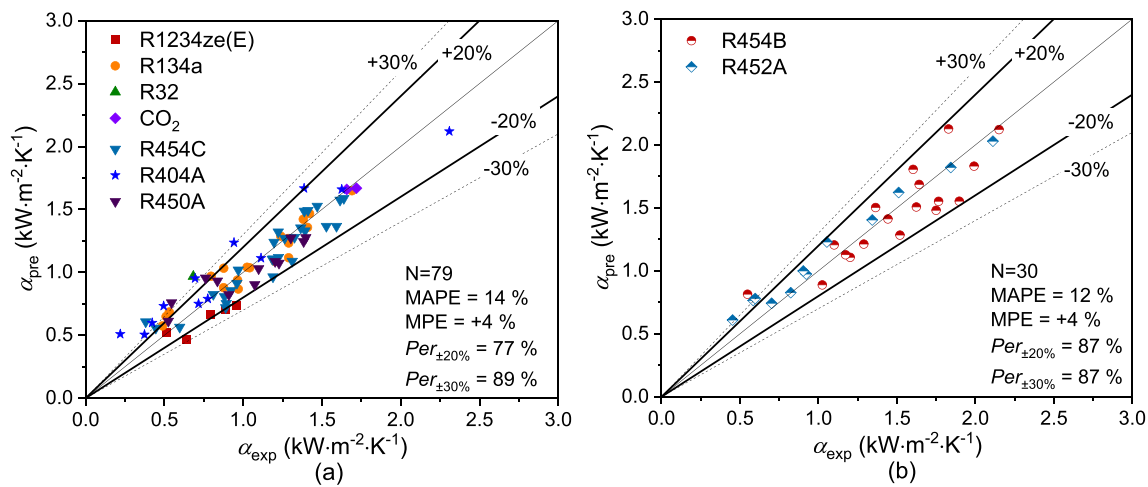 3.0
2.5
2.0
1.5
1.0
0.5
0.0
α_pre (kW·m⁻²·K⁻¹)
R1234ze(E)
R134a
R32
CO₂
R454C
R404A
R450A
+30%
+20%
-20%
-30%
N=79
MAPE = 14 %
MPE = +4 %
Per±20% = 77 %
Per±30% = 89 %
0.0 0.5 1.0 1.5 2.0 2.5 3.0
α_exp (kW·m⁻²·K⁻¹)
(a)
3.0
2.5
2.0
1.5
1.0
0.5
0.0
α_pre (kW·m⁻²·K⁻¹)
R454B
R452A
+30%
+20%
-20%
-30%
N=30
MAPE = 12 %
MPE = +4 %
Per±20% = 87 %
Per±30% = 87 %
0.0 0.5 1.0 1.5 2.0 2.5 3.0
α_exp (kW·m⁻²·K⁻¹)
(b)